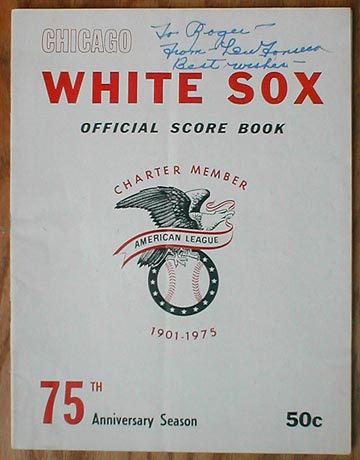 CHICAGO
To Roger
From Lew Fonseca
Best wishes
WHITE SOX
OFFICIAL SCORE BOOK
CHARTER MEMBER
AMERICAN LEAGUE
1901-1975
75TH
Anniversary Season
50c